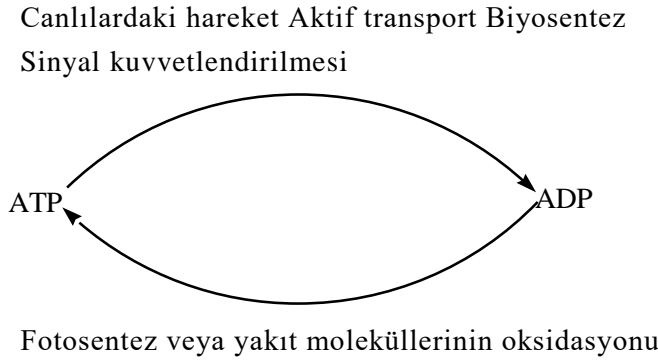 Canlılardaki hareket Aktif transport Biyosentez
Sinyal kuvvetlendirilmesi
ATP
ADP
Fotosentez veya yakıt moleküllerinin oksidasyonu